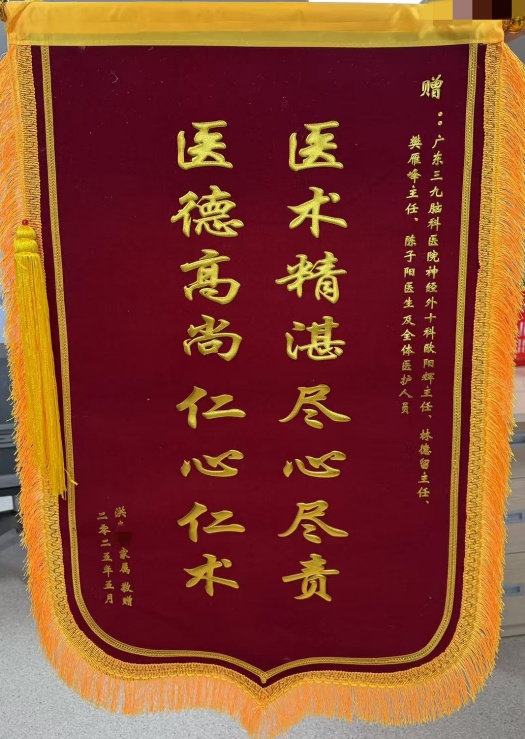 赠：广东三九脑科医院神经外十科欧阳辉主任、林德留主任、
樊雁峰主任、陈子阳医生及全体医护人员
医术精湛尽心尽责
医德高尚仁心仁术
洪 家属 敬赠
二零二五年五月